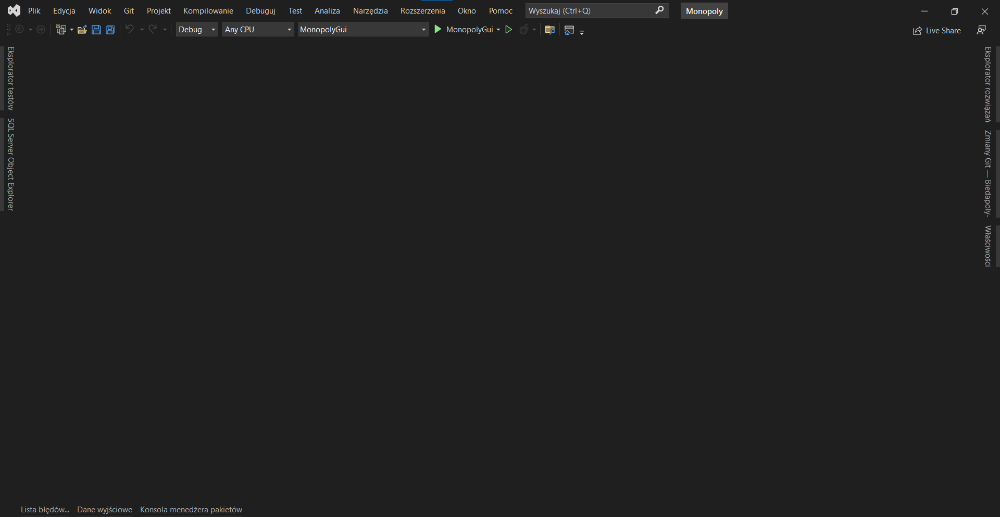 Plik Edycja Widok Git Projekt Kompilowanie Debuguj Test Analiza Narzędzia Rozszerzenia Okno Pomoc Wyszukaj (Ctrl+Q) Monopoly
Debug Any CPU MonopolyGui MonopolyGui Live Share
Eksplorator testów
SQL Server Object Explorer
Eksplorator rozwiązań
Zmiany Git — Biedapoly-
Właściwości
Lista błędów... Dane wyjściowe Konsola menedżera pakietów